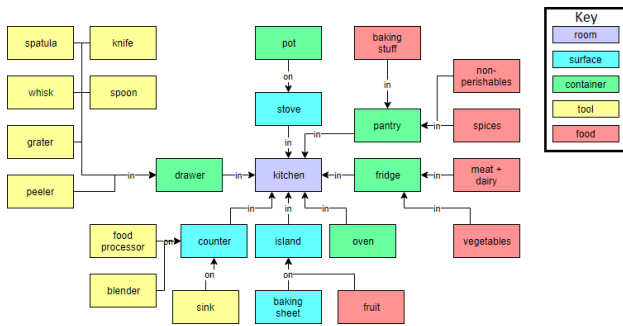 Key
room
surface
container
tool
food
spatula
knife
pot
baking
stuff
whisk
spoon
on
in
non-
perishables
stove
pantry
in
spices
grater
in
in
peeler
in
drawer
in
kitchen
in
fridge
in
meat +
dairy
in
in
in
in
food
processor
on
counter
island
oven
vegetables
blender
on
on
sink
baking
sheet
fruit